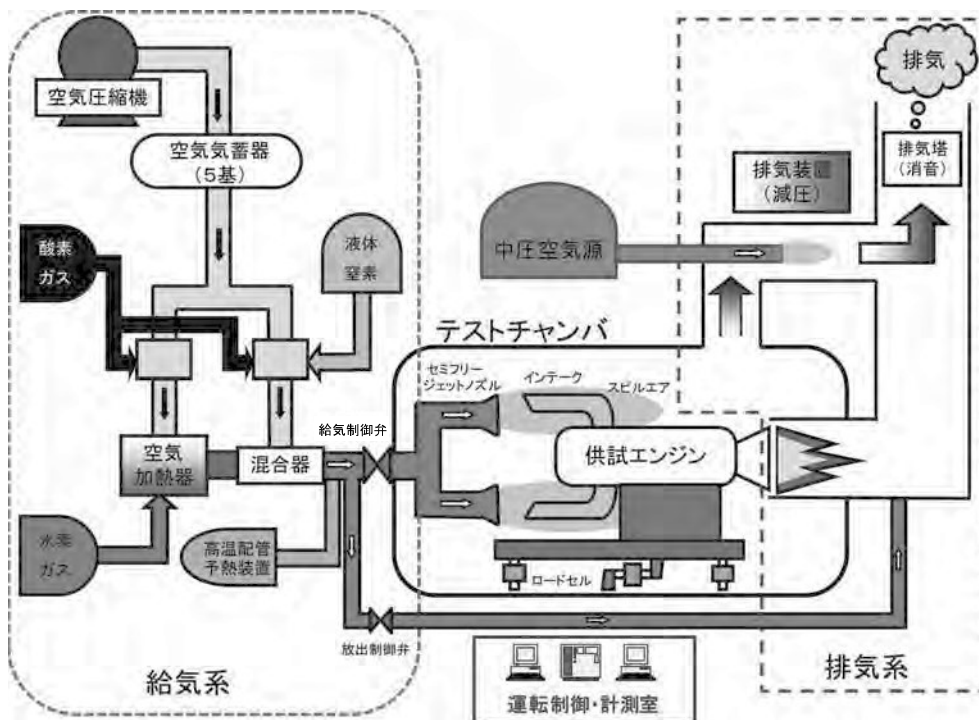 空気圧縮機
空気気蓄器
(5基)
酸素
ガス
液体
窒素
空気
加熱器
混合器
水素
ガス
高温配管
予熱装置
給気制御弁
放出制御弁
給気系
テストチャンバ
セミフリー
ジェットノズル
インテーク
スピルエア
供試エンジン
ロードセル
中圧空気源
排気装置
(減圧)
排気
排気塔
(消音)
排気系
運転制御・計測室